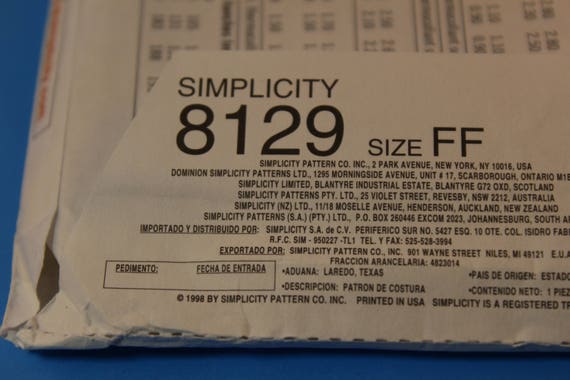 SIMPLICITY
8129 SIZE FF
SIMPLICITY PATTERN CO. INC., 2 PARK AVENUE, NEW YORK, NY 10016, USA
DOMINION SIMPLICITY PATTERNS LTD., 1295 MORNINGSIDE AVENUE, UNIT # 17, SCARBOROUGH, ONTARIO M1B
SIMPLICITY LIMITED, BLANTYRE INDUSTRIAL ESTATE, BLANTYRE G72 OXD, SCOTLAND
SIMPLICITY PATTERNS PTY. LTD., 25 VIOLET STREET, REVESBY, NSW 2212, AUSTRALIA
SIMPLICITY (NZ) LTD., 11/18 MOSELLE AVENUE, HENDERSON, AUCKLAND, NEW ZEALAND
SIMPLICITY PATTERNS (S.A.) (PTY.) LTD., P.O. BOX 260446 EXCOM 2023, JOHANNESBURG, SOUTH AF
IMPORTADO Y DISTRIBUIDO POR: SIMPLICITY S.A. de C.V. PERIFERICO SUR NO. 5427 ESQ. 10 OTE. COL. ISIDRO FAB
R.F.C. SIM - 950227 -TL1 TEL. Y FAX: 525-528-3994
EXPORTADO POR: SIMPLICITY PATTERN CO., INC. 901 WAYNE STREET NILES, MI 49121 E.U.A
FRACCION ARANCELARIA: 4823014
PEDIMENTO: FECHA DE ENTRADA
•ADUANA: LAREDO, TEXAS •PAIS DE ORIGEN: ESTADO
•DESCRIPCION: PATRON DE COSTURA •CONTENIDO NETO: 1 PIEZ
© 1998 BY SIMPLICITY PATTERN CO. INC. PRINTED IN USA SIMPLICITY IS A REGISTERED TR